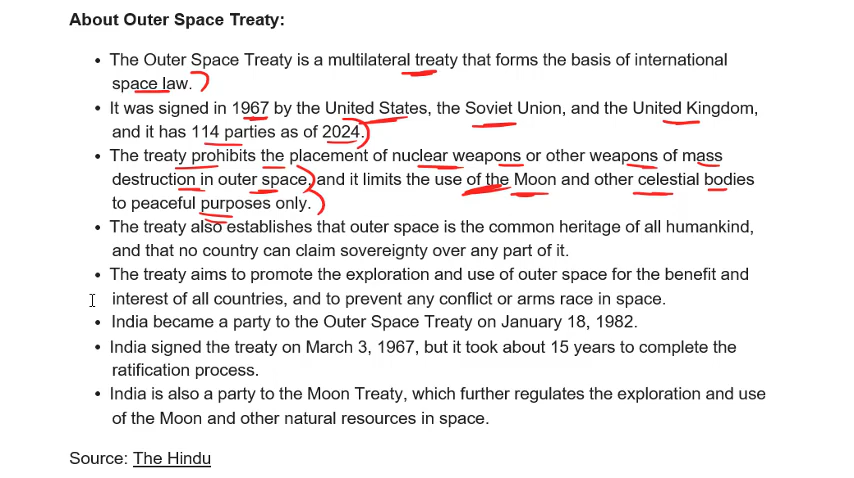 About Outer Space Treaty:
• The Outer Space Treaty is a multilateral treaty that forms the basis of international
space law.
• It was signed in 1967 by the United States, the Soviet Union, and the United Kingdom,
and it has 114 parties as of 2024.
• The treaty prohibits the placement of nuclear weapons or other weapons of mass
destruction in outer space, and it limits the use of the Moon and other celestial bodies
to peaceful purposes only.
• The treaty also establishes that outer space is the common heritage of all humankind,
and that no country can claim sovereignty over any part of it.
• The treaty aims to promote the exploration and use of outer space for the benefit and
interest of all countries, and to prevent any conflict or arms race in space.
• India became a party to the Outer Space Treaty on January 18, 1982.
• India signed the treaty on March 3, 1967, but it took about 15 years to complete the
ratification process.
• India is also a party to the Moon Treaty, which further regulates the exploration and use
of the Moon and other natural resources in space.
Source: The Hindu